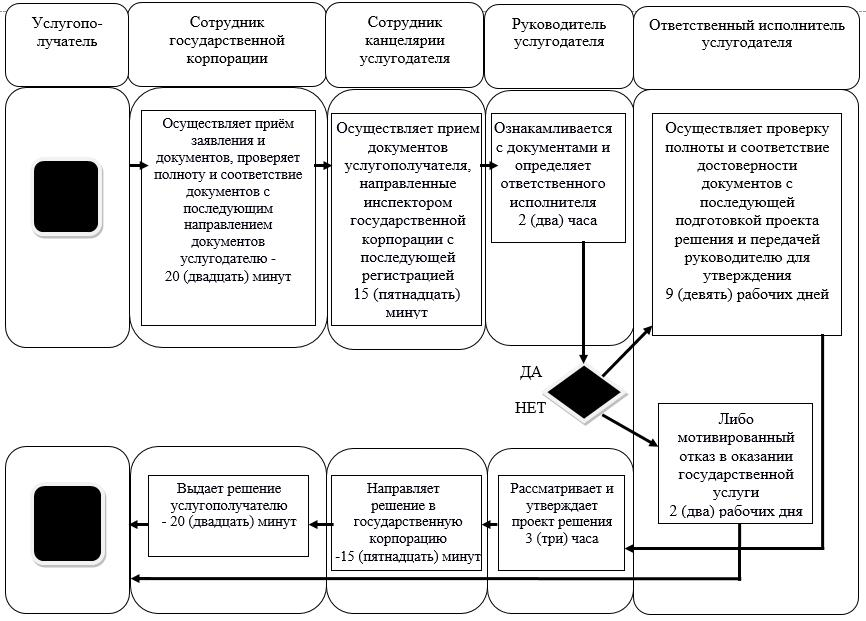 Услугопо-
лучатель
Сотрудник
государственной
корпорации
Сотрудник
канцелярии
услугодателя
Руководитель
услугодателя
Ответственный исполнитель
услугодателя
Осуществляет приём
заявления и
документов, проверяет
полноту и соответствие
документов с
последующим
направлением
документов
услугодателю -
20 (двадцать) минут
Осуществляет прием
документов
услугополучателя,
направленные
инспектором
государственной
корпорации с
последующей
регистрацией
15 (пятнадцать)
минут
Ознакамливается
с документами и
определяет
ответственного
исполнителя
2 (два) часа
Осуществляет проверку
полноты и соответствие
достоверности
документов с
последующей
подготовкой проекта
решения и передачей
руководителю для
утверждения
9 (девять) рабочих дней
ДА
НЕТ
Либо
мотивированный
отказ в оказании
государственной
услуги
2 (два) рабочих дня
Выдает решение
услугополучателю
- 20 (двадцать) минут
Направляет
решение в
государственную
корпорацию
-15 (пятнадцать) минут
Рассматривает и
утверждает
проект решения
3 (три) часа